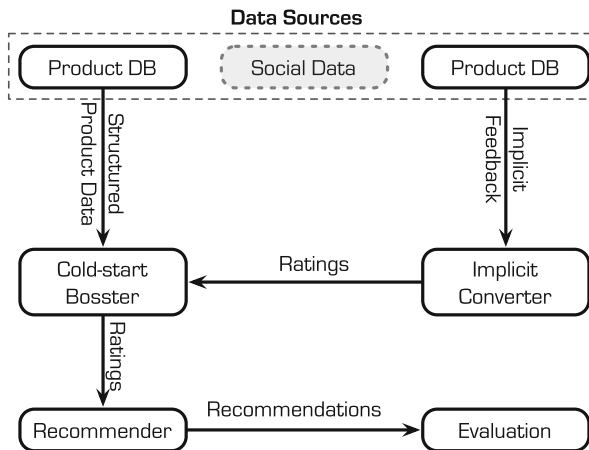 Data Sources
Product DB
Social Data
Product DB
Structured
Product Data
Implicit
Feedback
Cold-start
Bosster
Ratings
Implicit
Converter
Ratings
Recommender
Recommendations
Evaluation